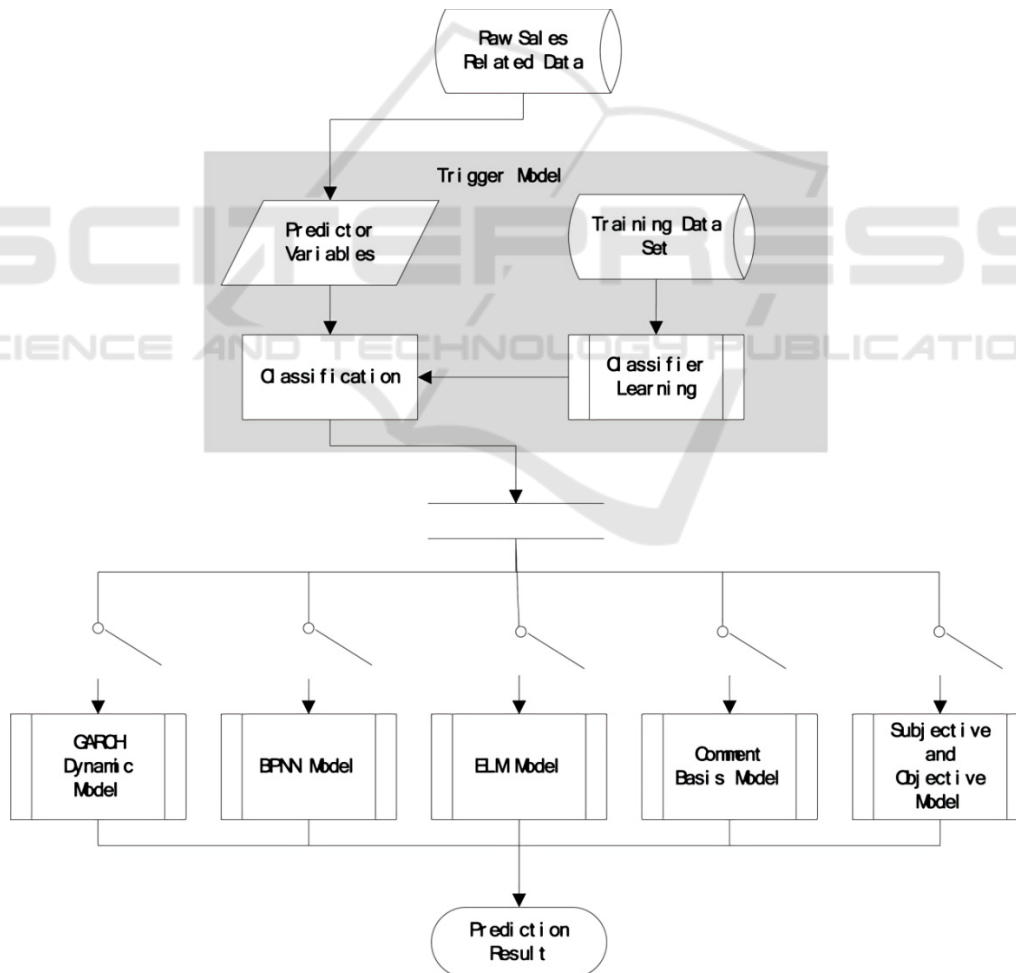 Raw Sales
Related Data
Trigger Model
Predictor
Variables
Training Data
Set
SCITEPRESS
SCIENCE AND TECHNOLOGY PUBLICATIO
Classification
Classifier
Learning
GARCH
Dynamic
Model
BPNN Model
ELM Model
Comment
Basis Model
Subjective
and
Objective
Model
Prediction
Result